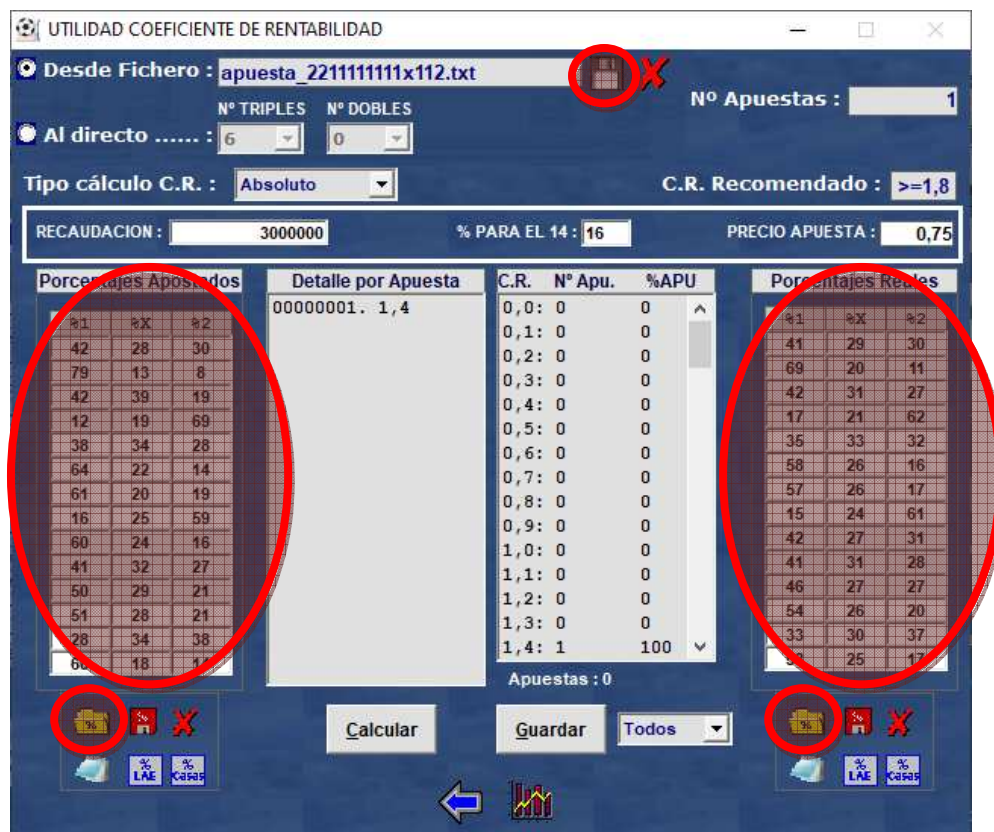 UTILIDAD COEFICIENTE DE RENTABILIDAD
Desde Fichero : apuesta_2211111111x112.txt
Nº Apuestas : 1
Nº TRIPLES Nº DOBLES
Al directo ...... : 6 0
Tipo cálculo C.R. : Absoluto
C.R. Recomendado : >=1,8
RECAUDACION : 3000000 % PARA EL 14 : 16 PRECIO APUESTA : 0,75
Porcentajes Apostados
%1 %X %2
42 28 30
79 13 8
42 39 19
12 19 69
38 34 28
64 22 14
61 20 19
16 25 59
60 24 16
41 32 27
50 29 21
51 28 21
28 34 38
18 14
Detalle por Apuesta
00000001. 1,4
C.R. Nº Apu. %APU
0,0: 0 0
0,1: 0 0
0,2: 0 0
0,3: 0 0
0,4: 0 0
0,5: 0 0
0,6: 0 0
0,7: 0 0
0,8: 0 0
0,9: 0 0
1,0: 0 0
1,1: 0 0
1,2: 0 0
1,3: 0 0
1,4: 1 100
Apuestas : 0
Porcentajes Reales
%1 %X %2
41 29 30
69 20 11
42 31 27
17 21 62
35 33 32
58 26 16
57 26 17
15 24 61
42 27 31
41 31 28
46 27 27
54 26 20
33 30 37
25 17
Calcular
Guardar
Todos
% LAE
% Casas
% LAE
% Casas